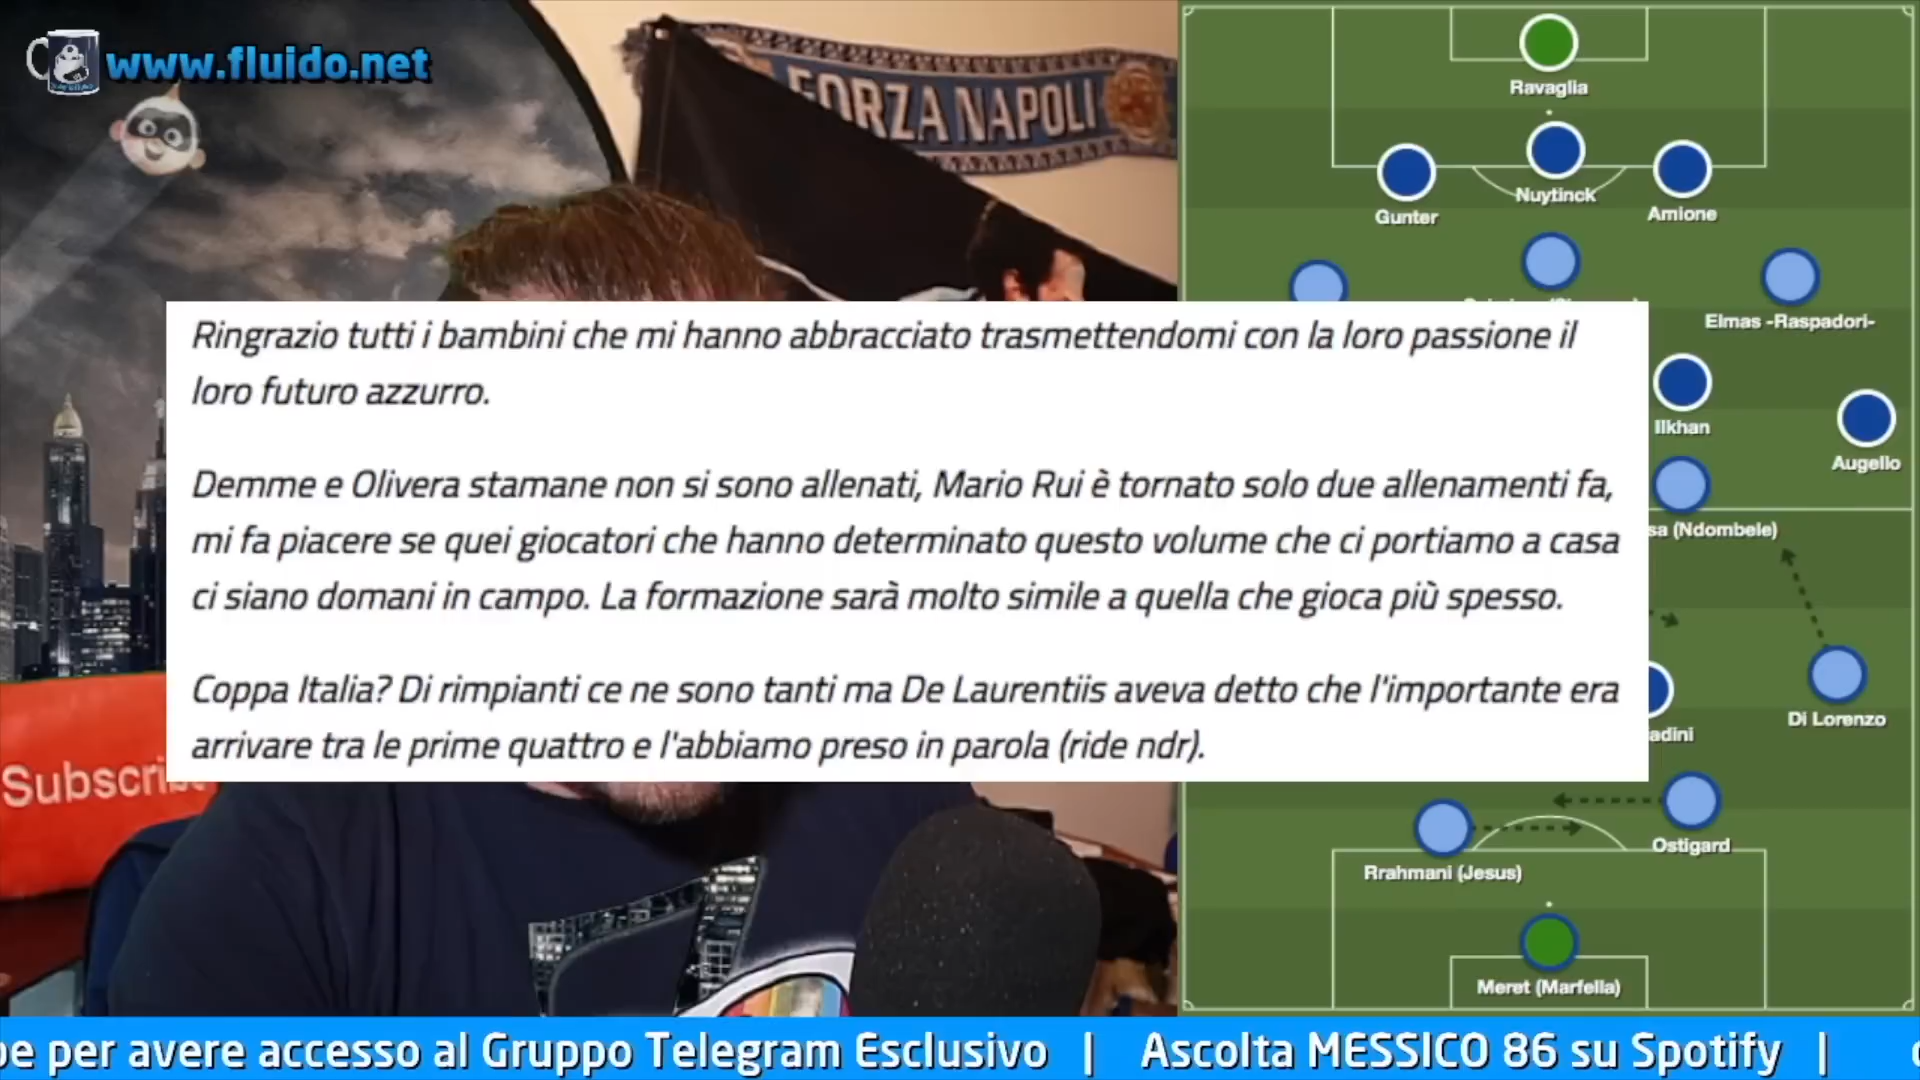 www.fluido.net
FORZA NAPOLI
Ravaglia
Gunter
Nuytinck
Amione
Elmas -Raspadori-
Ilkhan
Augello
(Ndombele)
Di Lorenzo
Ostigard
Rrahmani (Jesus)
Meret (Marfella)
Ringrazio tutti i bambini che mi hanno abbracciato trasmettendomi con la loro passione il
loro futuro azzurro.
Demme e Olivera stamane non si sono allenati, Mario Rui è tornato solo due allenamenti fa,
mi fa piacere se quei giocatori che hanno determinato questo volume che ci portiamo a casa
ci siano domani in campo. La formazione sarà molto simile a quella che gioca più spesso.
Coppa Italia? Di rimpianti ce ne sono tanti ma De Laurentiis aveva detto che l'importante era
arrivare tra le prime quattro e l'abbiamo preso in parola (ride ndr).
per avere accesso al Gruppo Telegram Esclusivo | Ascolta MESSICO 86 su Spotify |